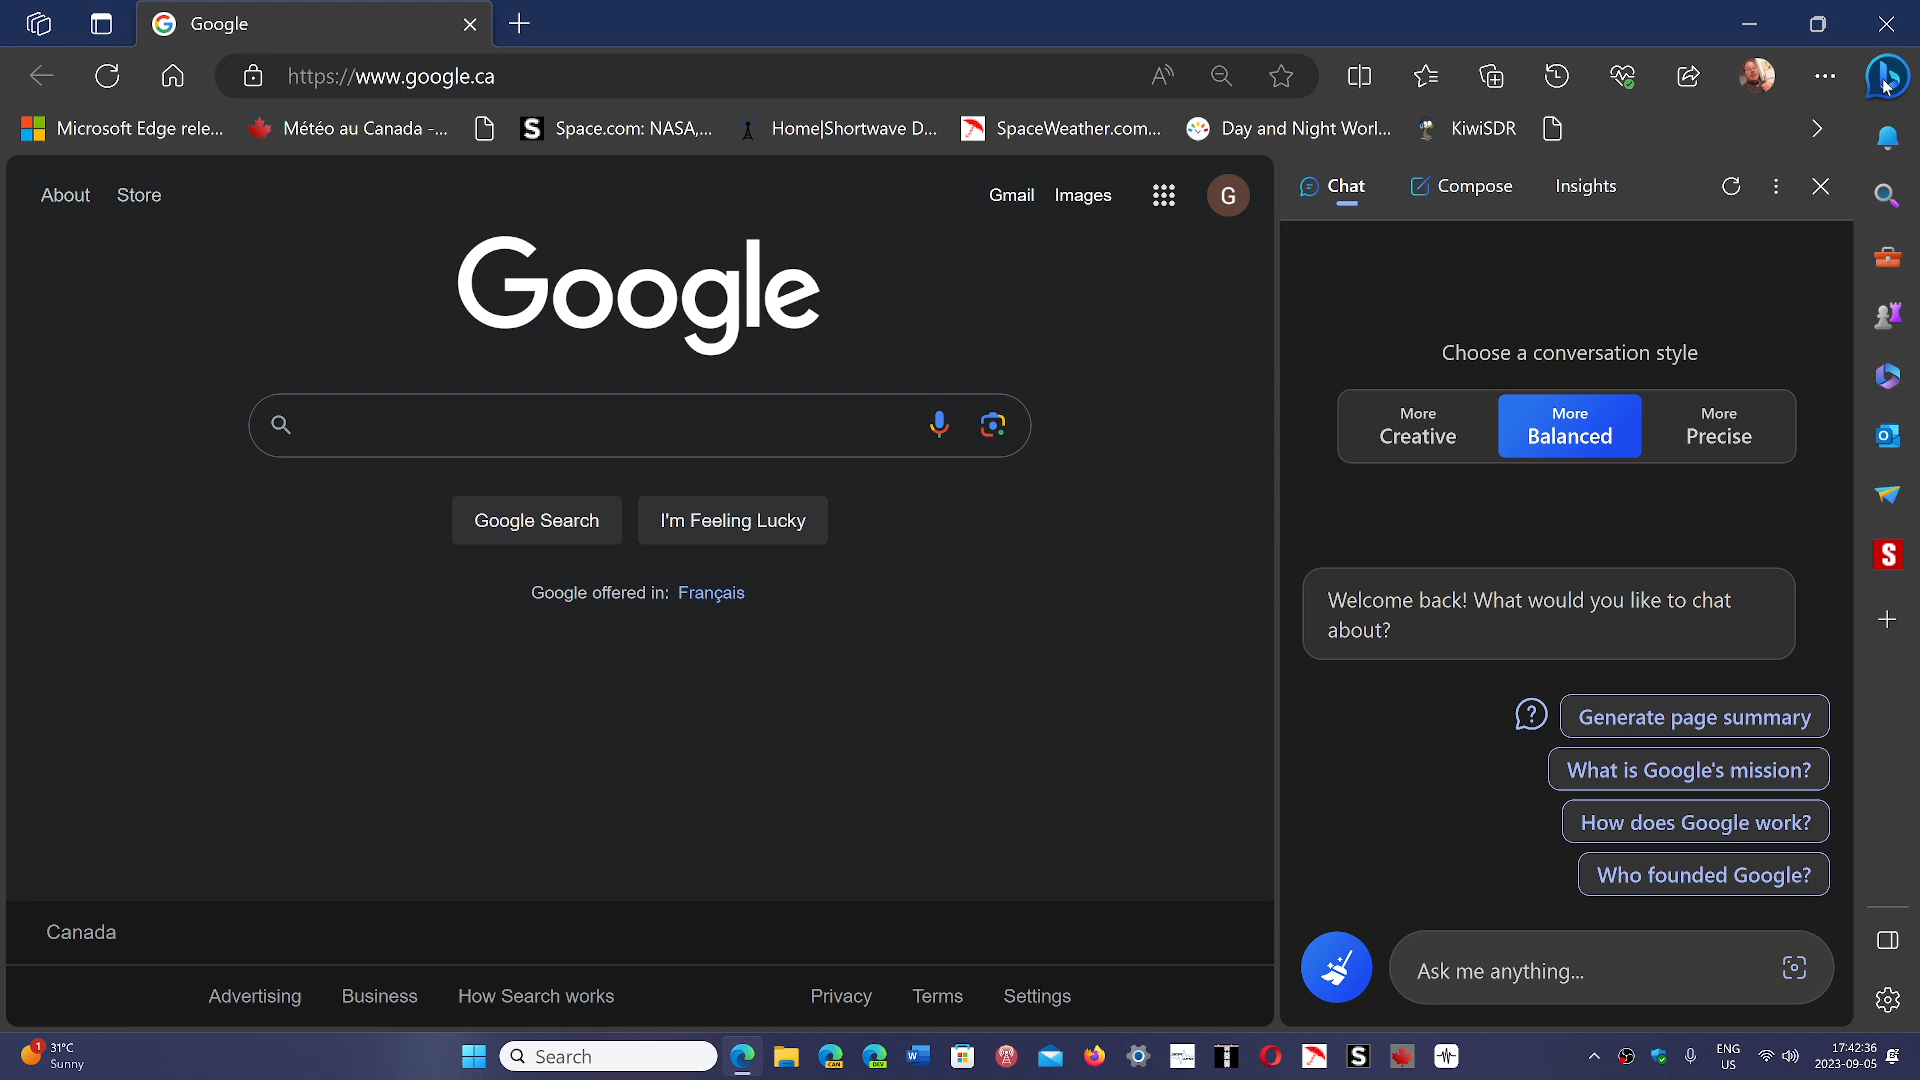 Google
https://www.google.ca
Microsoft Edge rele...
Météo au Canada -...
Space.com: NASA,...
Home|Shortwave D...
SpaceWeather.com...
Day and Night Worl...
KiwiSDR
About
Store
Gmail
Images
G
Chat
Compose
Insights
Google
Choose a conversation style
More
Creative
More
Balanced
More
Precise
Google Search
I'm Feeling Lucky
Google offered in: Français
Welcome back! What would you like to chat
about?
Generate page summary
What is Google's mission?
How does Google work?
Who founded Google?
Canada
Ask me anything...
Advertising
Business
How Search works
Privacy
Terms
Settings
1
31°C
Sunny
Search
CAN
DEV
ENG
US
17:42:36
2023-09-05